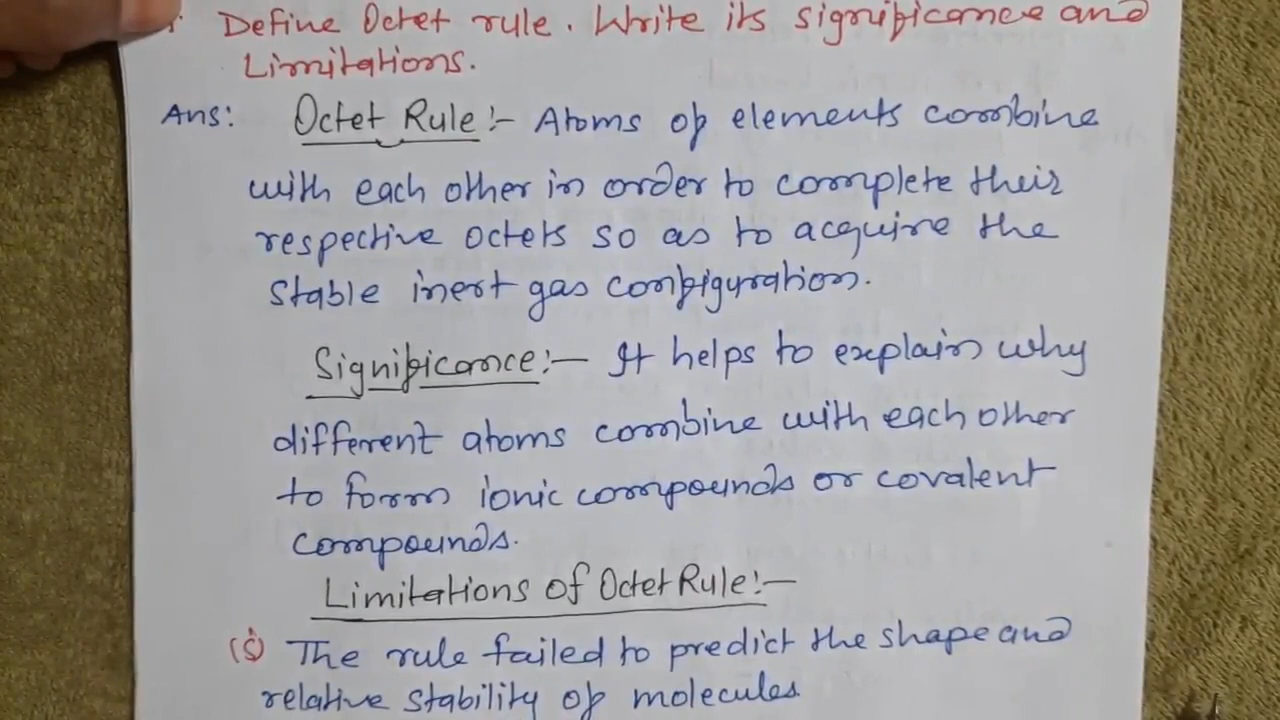 Define Octet rule. Write its significance and
Limitations.
Ans: Octet Rule:- Atoms of elements combine
with each other in order to complete their
respective octets so as to acquire the
stable inert gas configuration.
Significance:- It helps to explain why
different atoms combine with each other
to form ionic compounds or covalent
compounds.
Limitations of Octet Rule:-
(i) The rule failed to predict the shape and
relative stability of molecules